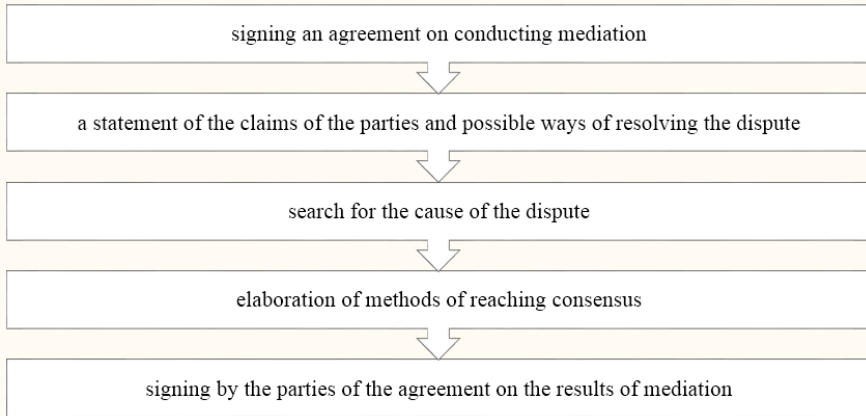 signing an agreement on conducting mediation
a statement of the claims of the parties and possible ways of resolving the dispute
search for the cause of the dispute
elaboration of methods of reaching consensus
signing by the parties of the agreement on the results of mediation